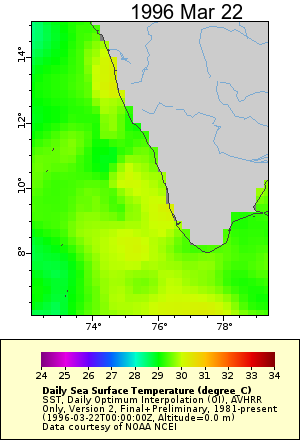 1996 Mar 22
14°
12°
10°
8°
74°
76°
78°
24 25 26 27 28 29 30 31 32 33 34
Daily Sea Surface Temperature (degree_C)
SST, Daily Optimum Interpolation (OI), AVHRR
Only, Version 2, Final+Preliminary, 1981-present
(1996-03-22T00:00:00Z, Altitude=0.0 m)
Data courtesy of NOAA NCEI